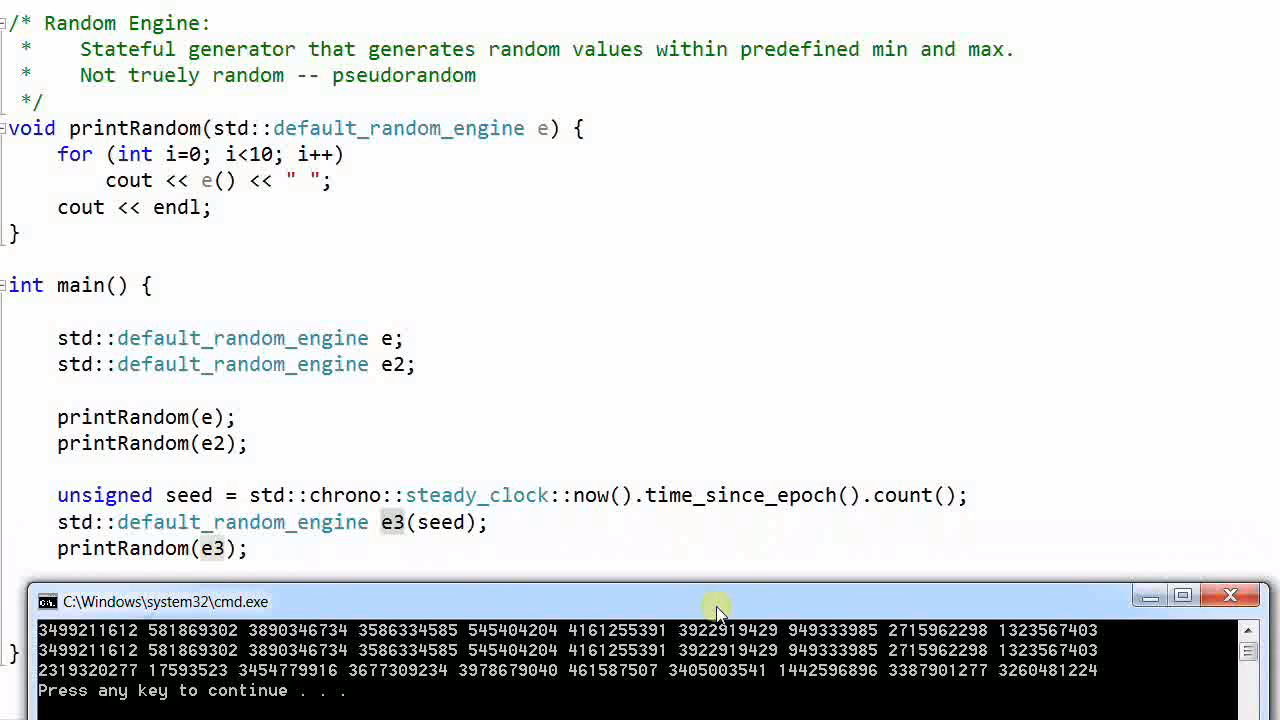 /* Random Engine:
*    Stateful generator that generates random values within predefined min and max.
*    Not truely random -- pseudorandom
*/
void printRandom(std::default_random_engine e) {
    for (int i=0; i<10; i++)
        cout << e() << " ";
    cout << endl;
}
int main() {
    std::default_random_engine e;
    std::default_random_engine e2;
    printRandom(e);
    printRandom(e2);
    unsigned seed = std::chrono::steady_clock::now().time_since_epoch().count();
    std::default_random_engine e3(seed);
    printRandom(e3);
}
C:\Windows\system32\cmd.exe
3499211612 581869302 3890346734 3586334585 545404204 4161255391 3922919429 949333985 2715962298 1323567403
3499211612 581869302 3890346734 3586334585 545404204 4161255391 3922919429 949333985 2715962298 1323567403
2319320277 17593523 3454779916 3677309234 3978679040 461587507 3405003541 1442596896 3387901277 3260481224
Press any key to continue . . .